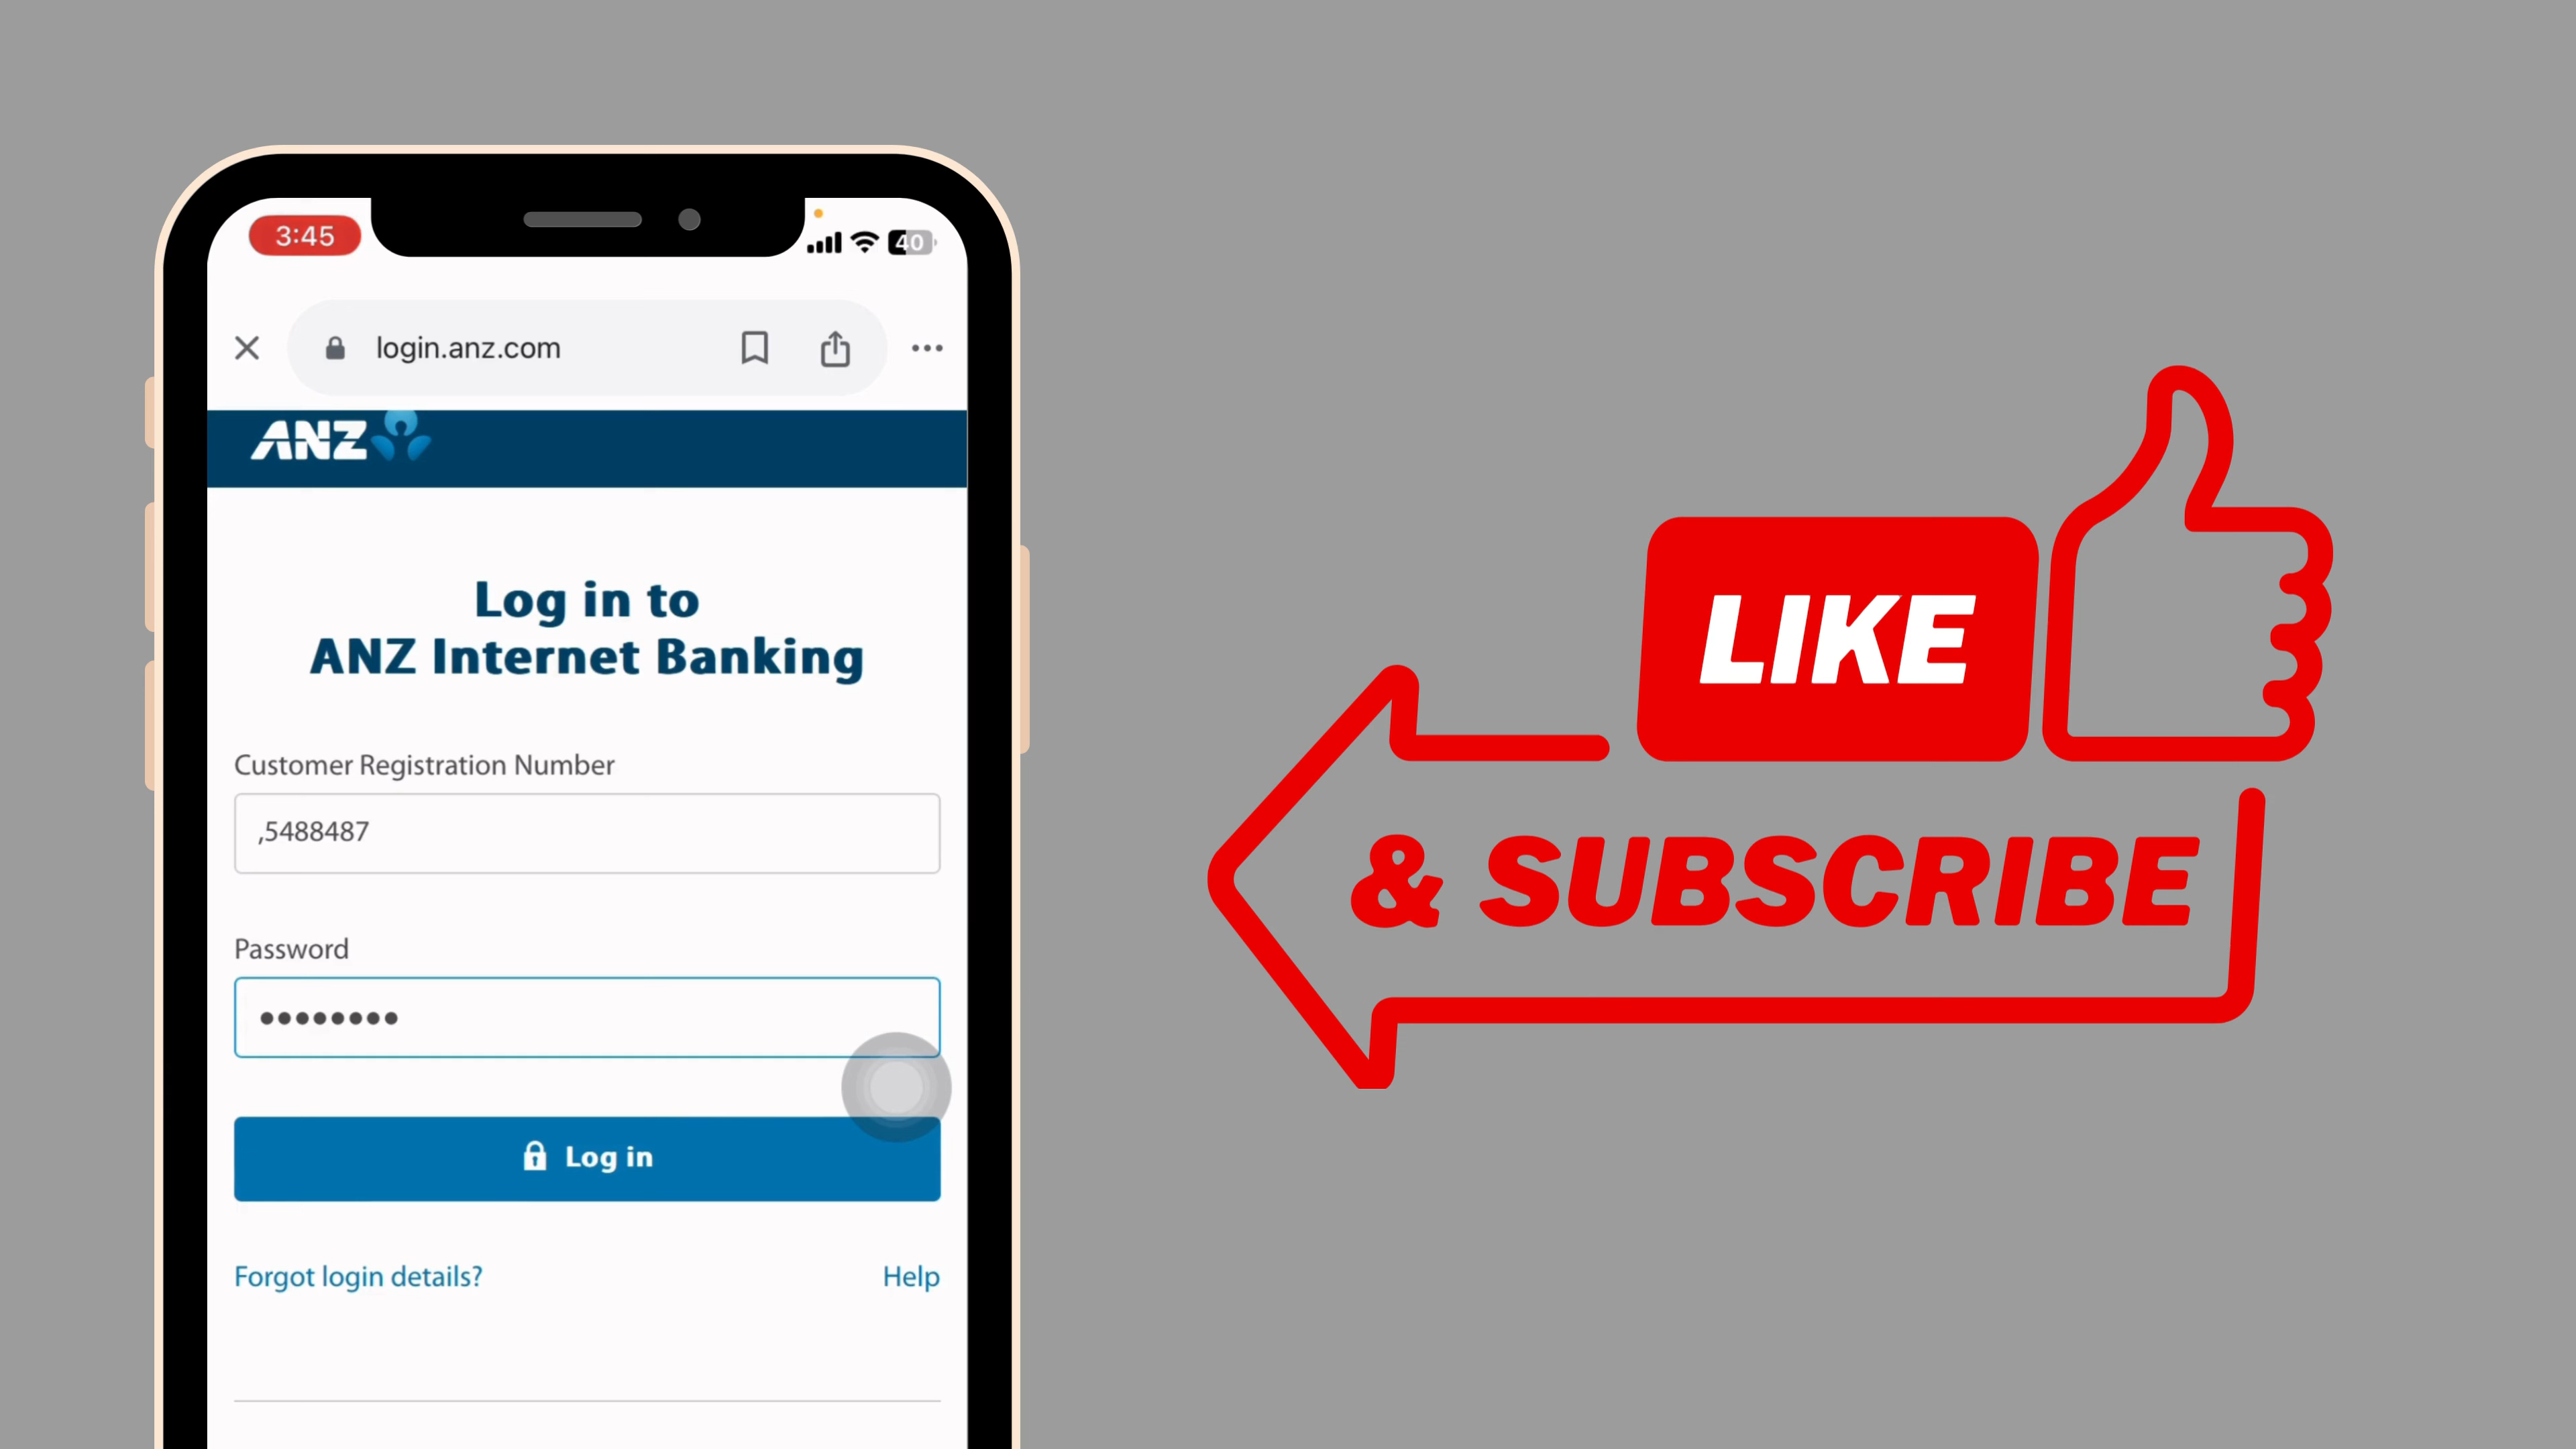 3:45
40
login.anz.com
ANZ
Log in to
ANZ Internet Banking
Customer Registration Number
,5488487
Password
••••••••
Log in
Forgot login details?
Help
LIKE
& SUBSCRIBE